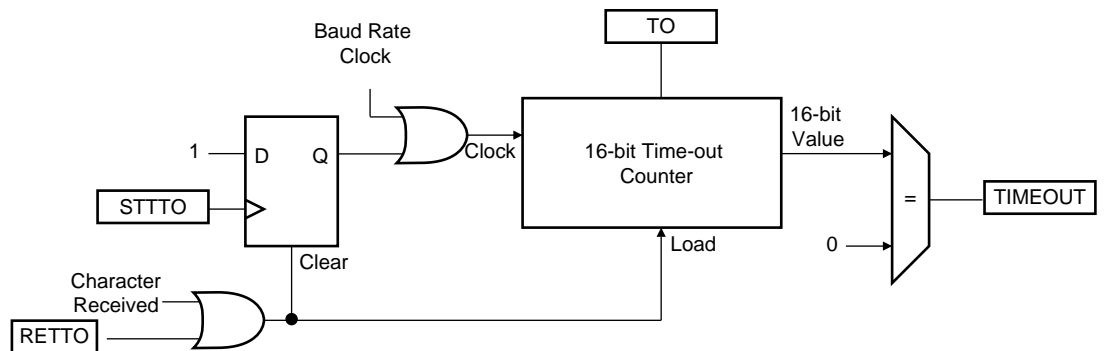 TO
Baud Rate
Clock
16-bit
Value
1
D
Q
Clock
16-bit Time-out
Counter
STTTO
=
TIMEOUT
Clear
Load
0
Character
Received
RETTO